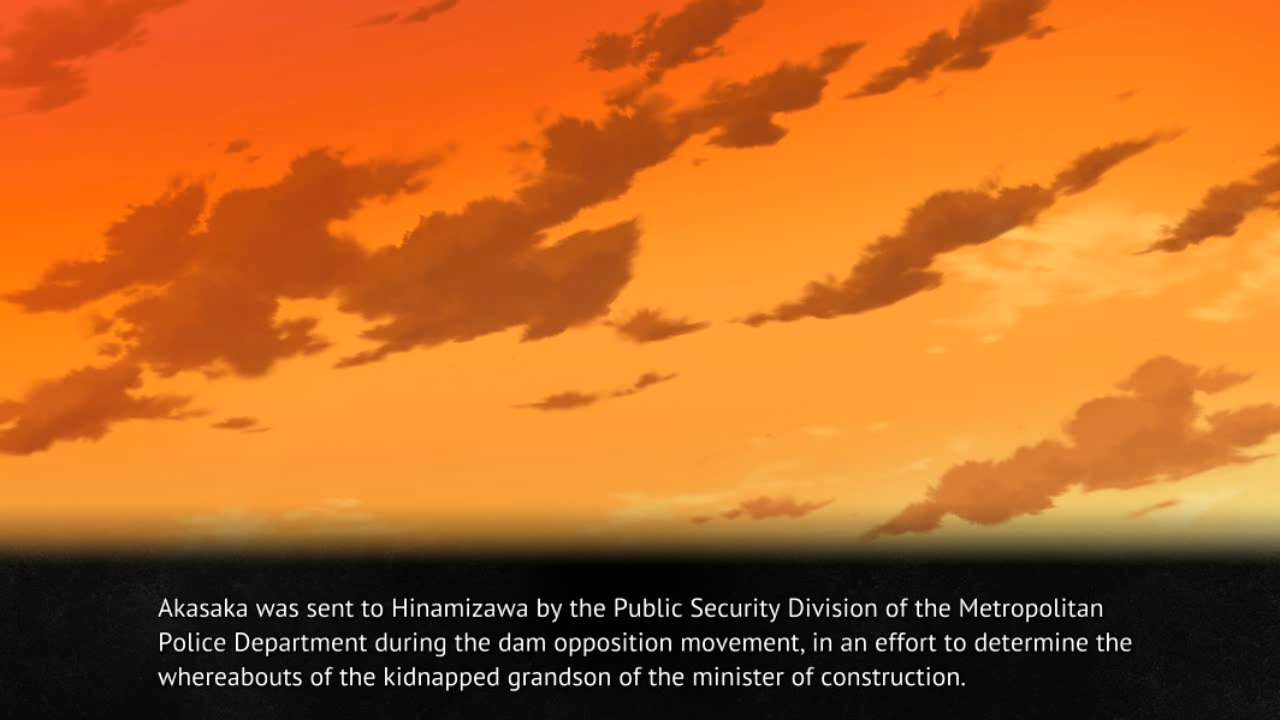 Akasaka was sent to Hinamizawa by the Public Security Division of the Metropolitan
Police Department during the dam opposition movement, in an effort to determine the
whereabouts of the kidnapped grandson of the minister of construction.